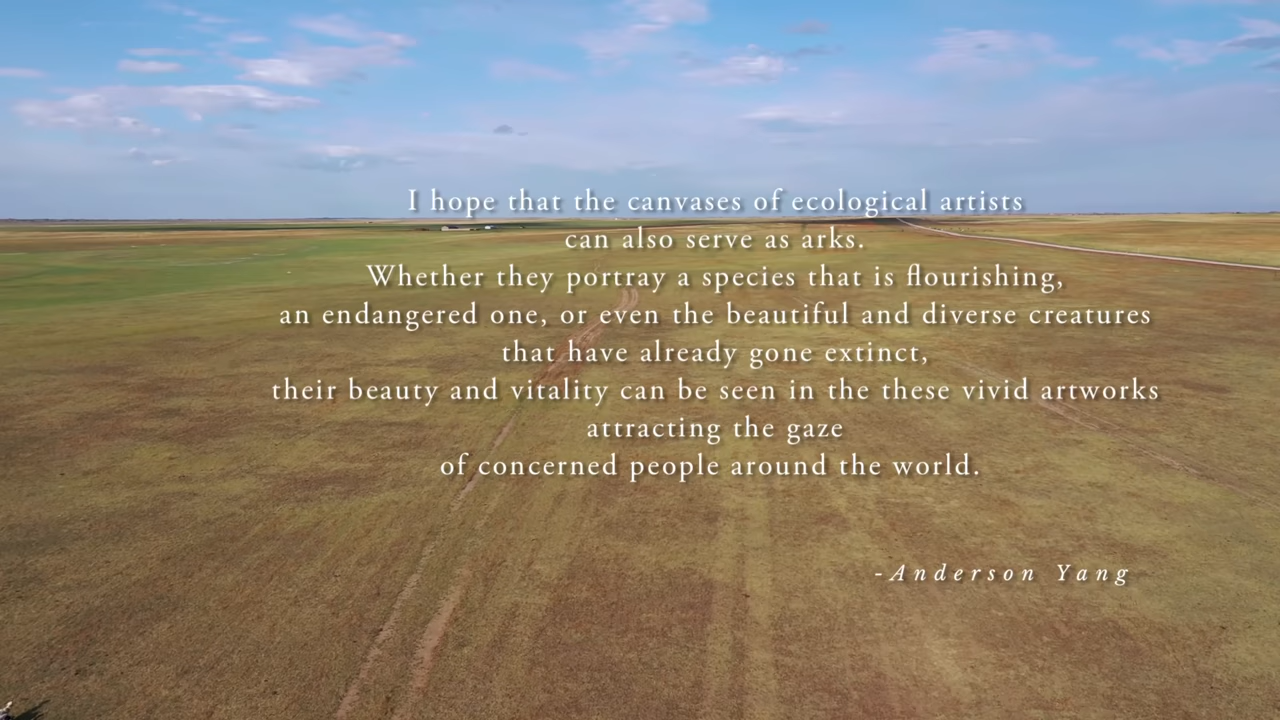 I hope that the canvases of ecological artists
can also serve as arks.
Whether they portray a species that is flourishing,
an endangered one, or even the beautiful and diverse creatures
that have already gone extinct,
their beauty and vitality can be seen in the these vivid artworks
attracting the gaze
of concerned people around the world.
-Anderson Yang